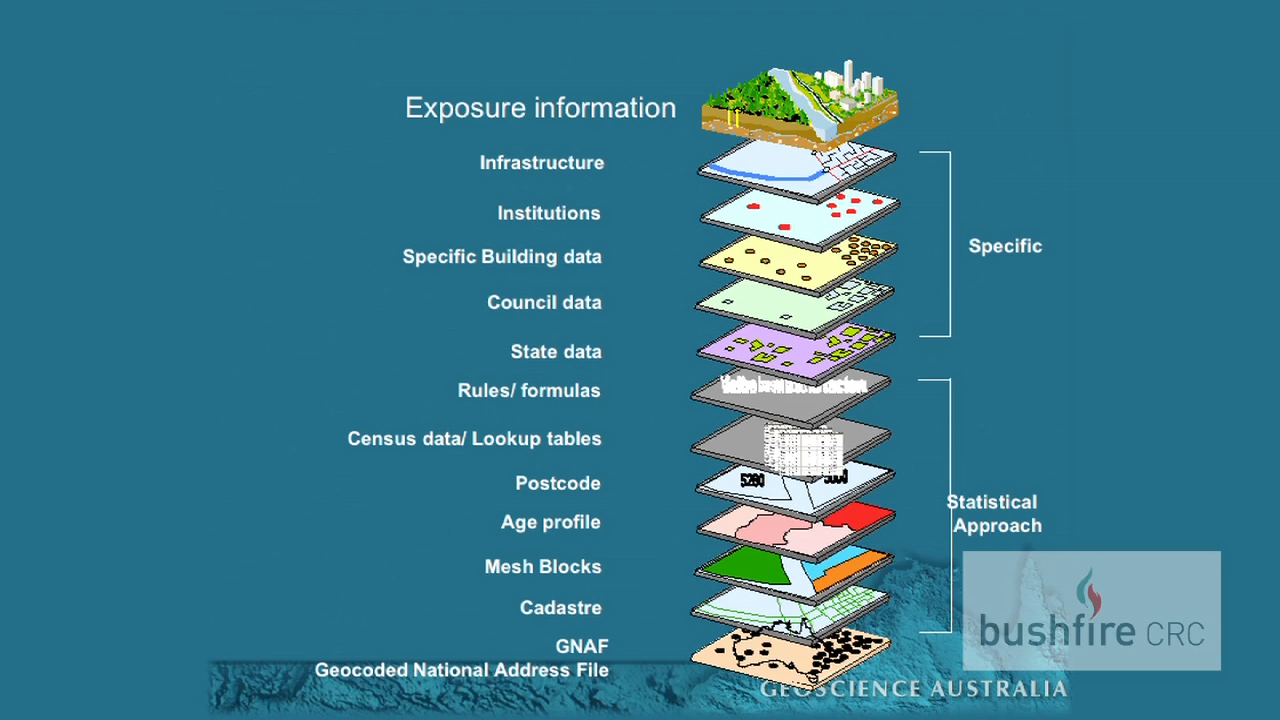 Exposure information
Infrastructure
Institutions
Specific Building data
Specific
Council data
State data
Rules/ formulas
Census data/ Lookup tables
Postcode
5260
Statistical
Approach
Age profile
Mesh Blocks
Cadastre
GNAF
Geocoded National Address File
bushfire CRC
GEOSCIENCE AUSTRALIA